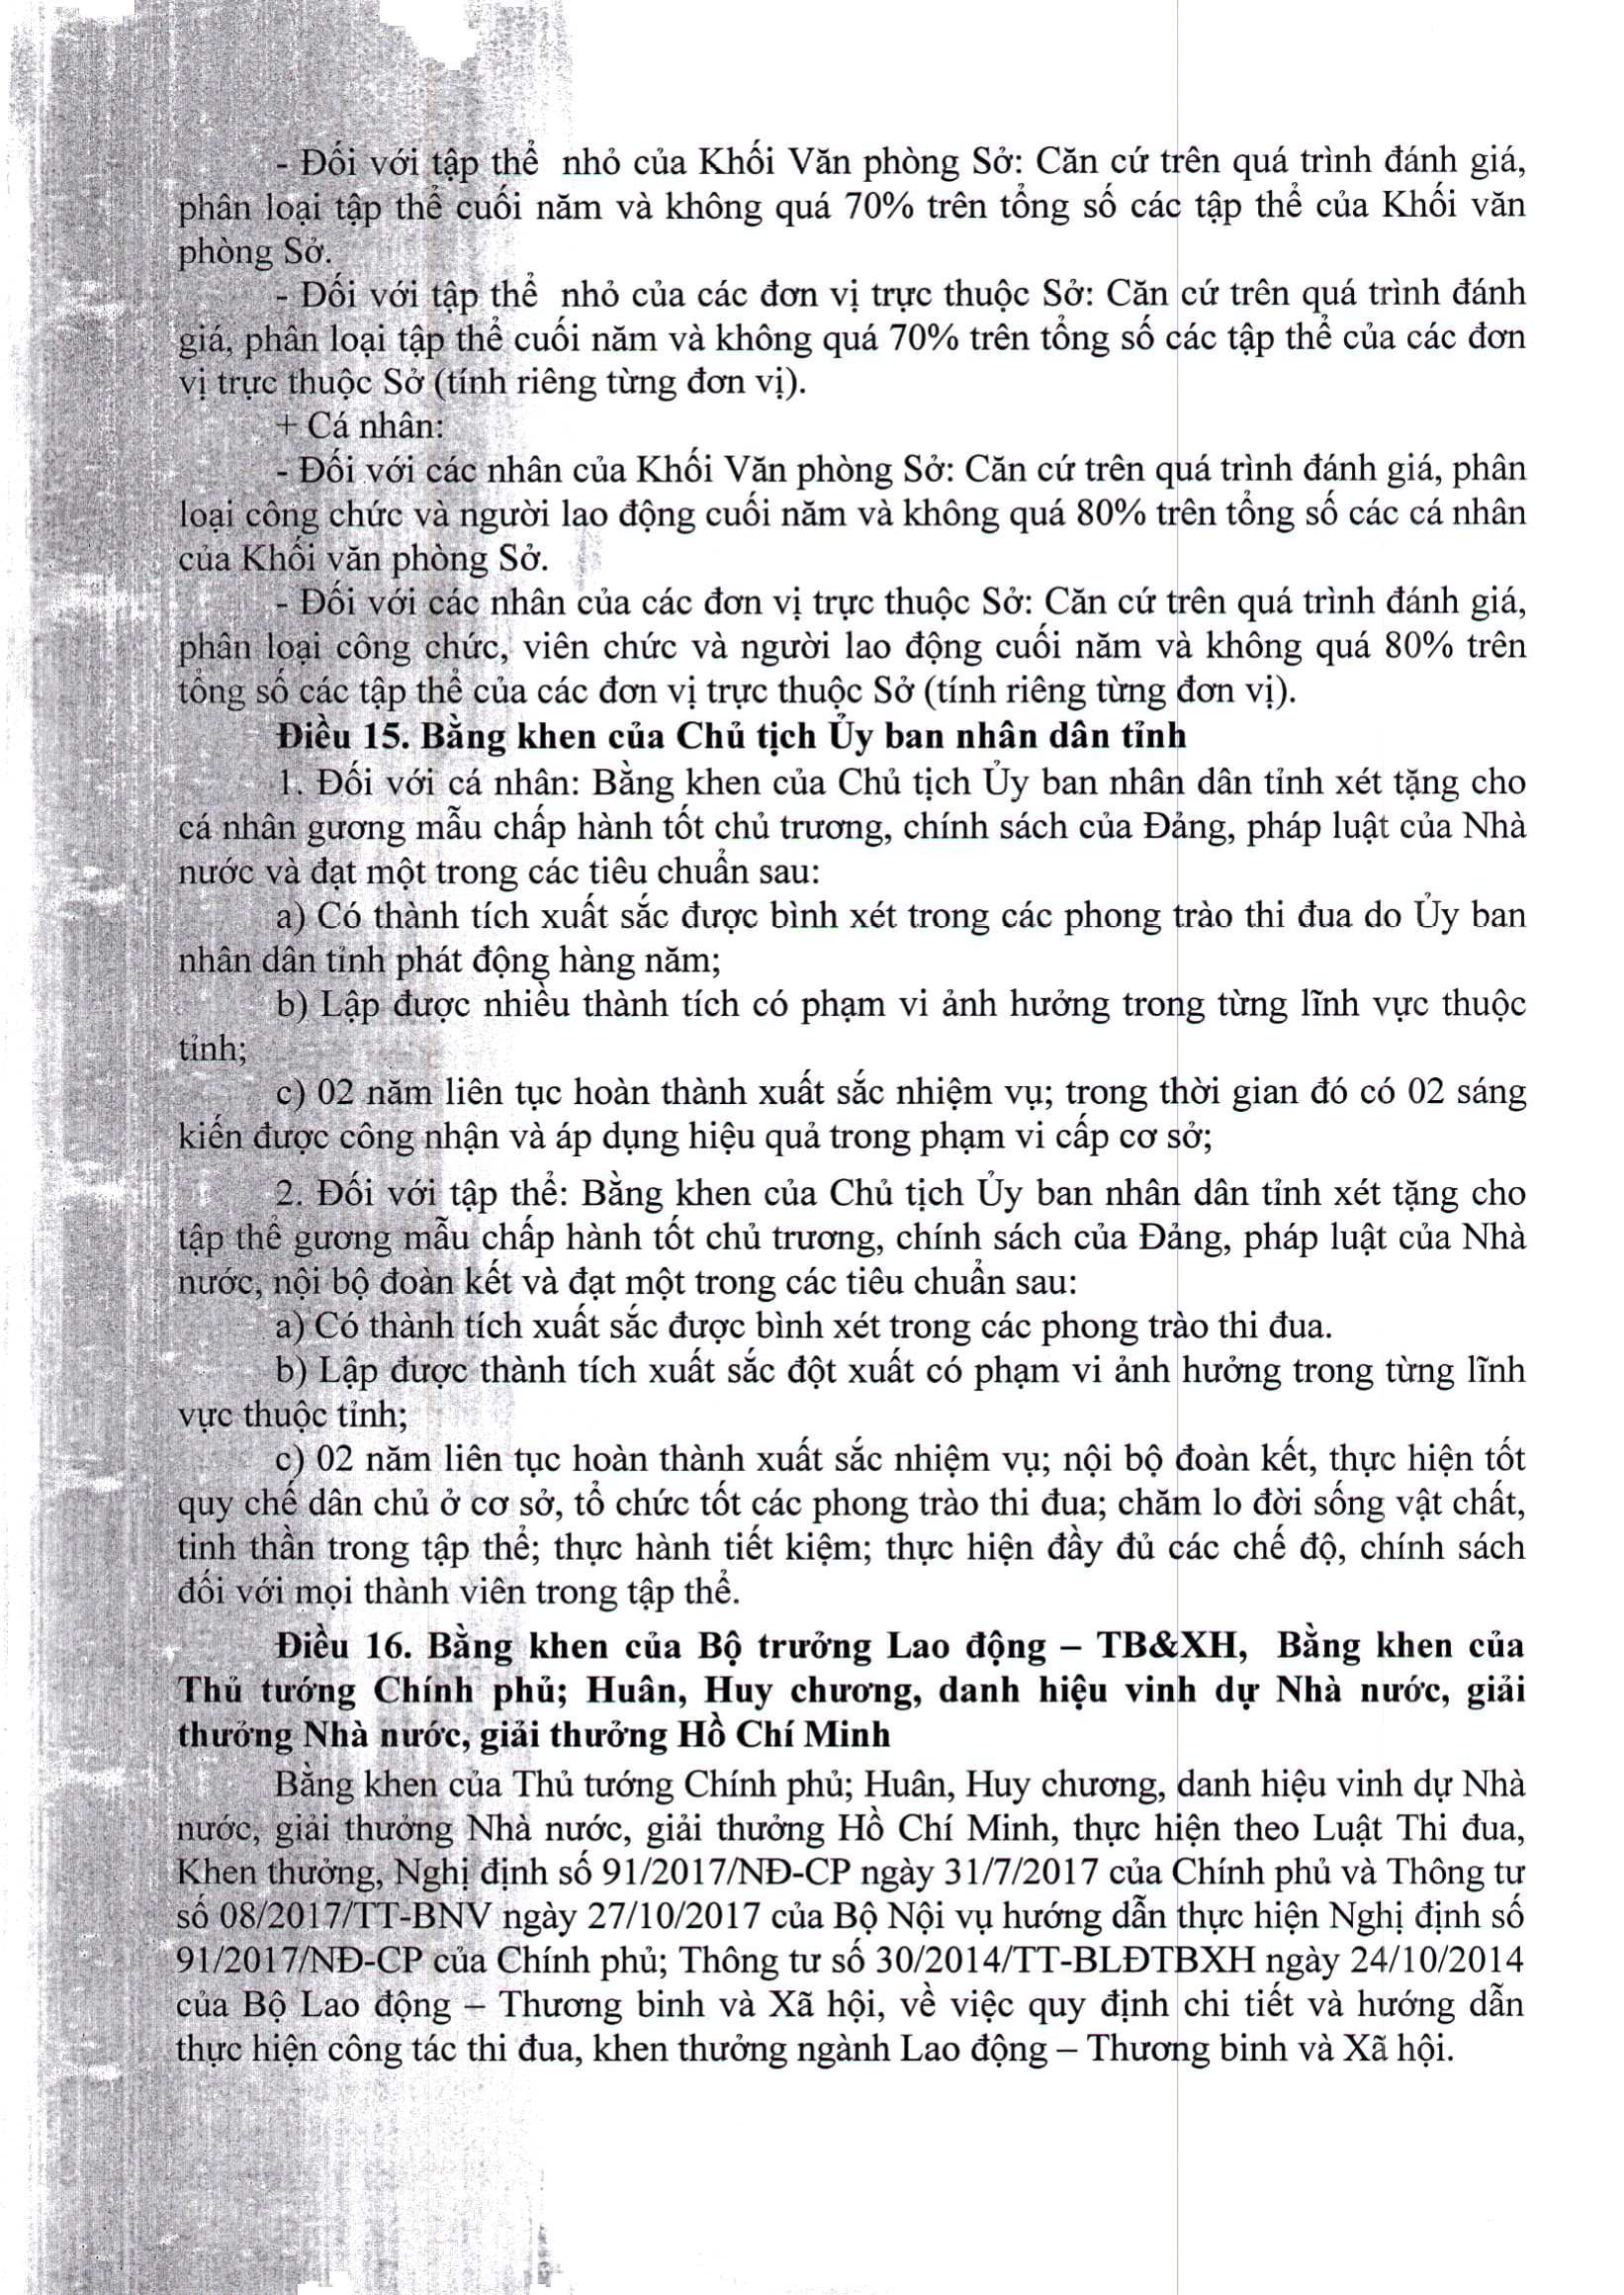 - Đối với tập thể nhỏ của Khối Văn phòng Sở: Căn cứ trên quá trình đánh giá,
phân loại tập thể cuối năm và không quá 70% trên tổng số các tập thể của Khối văn
phòng Sở.
- Đối với tập thể nhỏ của các đơn vị trực thuộc Sở: Căn cứ trên quá trình đánh
giá, phân loại tập thể cuối năm và không quá 70% trên tổng số các tập thể của các đơn
vị trực thuộc Sở (tính riêng từng đơn vị).
+ Cá nhân:
- Đối với các nhân của Khối Văn phòng Sở: Căn cứ trên quá trình đánh giá, phân
loại công chức và người lao động cuối năm và không quá 80% trên tổng số các cá nhân
của Khối văn phòng Sở.
- Đối với các nhân của các đơn vị trực thuộc Sở: Căn cứ trên quá trình đánh giá,
phân loại công chức, viên chức và người lao động cuối năm và không quá 80% trên
tổng số các tập thể của các đơn vị trực thuộc Sở (tính riêng từng đơn vị).
Điều 15. Bằng khen của Chủ tịch Ủy ban nhân dân tỉnh
1. Đối với cá nhân: Bằng khen của Chủ tịch Ủy ban nhân dân tỉnh xét tặng cho
cá nhân gương mẫu chấp hành tốt chủ trương, chính sách của Đảng, pháp luật của Nhà
nước và đạt một trong các tiêu chuẩn sau:
a) Có thành tích xuất sắc được bình xét trong các phong trào thi đua do Ủy ban
nhân dân tỉnh phát động hàng năm;
b) Lập được nhiều thành tích có phạm vi ảnh hưởng trong từng lĩnh vực thuộc
tỉnh;
c) 02 năm liên tục hoàn thành xuất sắc nhiệm vụ; trong thời gian đó có 02 sáng
kiến được công nhận và áp dụng hiệu quả trong phạm vi cấp cơ sở;
2. Đối với tập thể: Bằng khen của Chủ tịch Ủy ban nhân dân tỉnh xét tặng cho
tập thể gương mẫu chấp hành tốt chủ trương, chính sách của Đảng, pháp luật của Nhà
nước, nội bộ đoàn kết và đạt một trong các tiêu chuẩn sau:
a) Có thành tích xuất sắc được bình xét trong các phong trào thi đua.
b) Lập được thành tích xuất sắc đột xuất có phạm vi ảnh hưởng trong từng lĩnh
vực thuộc tỉnh;
c) 02 năm liên tục hoàn thành xuất sắc nhiệm vụ; nội bộ đoàn kết, thực hiện tốt
quy chế dân chủ ở cơ sở, tổ chức tốt các phong trào thi đua; chăm lo đời sống vật chất,
tinh thần trong tập thể; thực hành tiết kiệm; thực hiện đầy đủ các chế độ, chính sách
đối với mọi thành viên trong tập thể.
Điều 16. Bằng khen của Bộ trưởng Lao động – TB&XH, Bằng khen của
Thủ tướng Chính phủ; Huân, Huy chương, danh hiệu vinh dự Nhà nước, giải
thưởng Nhà nước, giải thưởng Hồ Chí Minh
Bằng khen của Thủ tướng Chính phủ; Huân, Huy chương, danh hiệu vinh dự Nhà
nước, giải thưởng Nhà nước, giải thưởng Hồ Chí Minh, thực hiện theo Luật Thi đua,
Khen thưởng, Nghị định số 91/2017/NĐ-CP ngày 31/7/2017 của Chính phủ và Thông tư
số 08/2017/TT-BNV ngày 27/10/2017 của Bộ Nội vụ hướng dẫn thực hiện Nghị định số
91/2017/NĐ-CP của Chính phủ; Thông tư số 30/2014/TT-BLĐTBXH ngày 24/10/2014
của Bộ Lao động – Thương binh và Xã hội, về việc quy định chi tiết và hướng dẫn
thực hiện công tác thi đua, khen thưởng ngành Lao động – Thương binh và Xã hội.